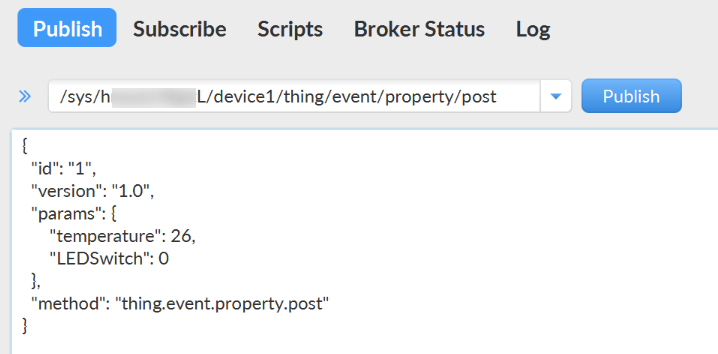 Publish Subscribe Scripts Broker Status Log
/sys/h L/device1/thing/event/property/post Publish
{
"id": "1",
"version": "1.0",
"params": {
"temperature": 26,
"LEDSwitch": 0
},
"method": "thing.event.property.post"
}